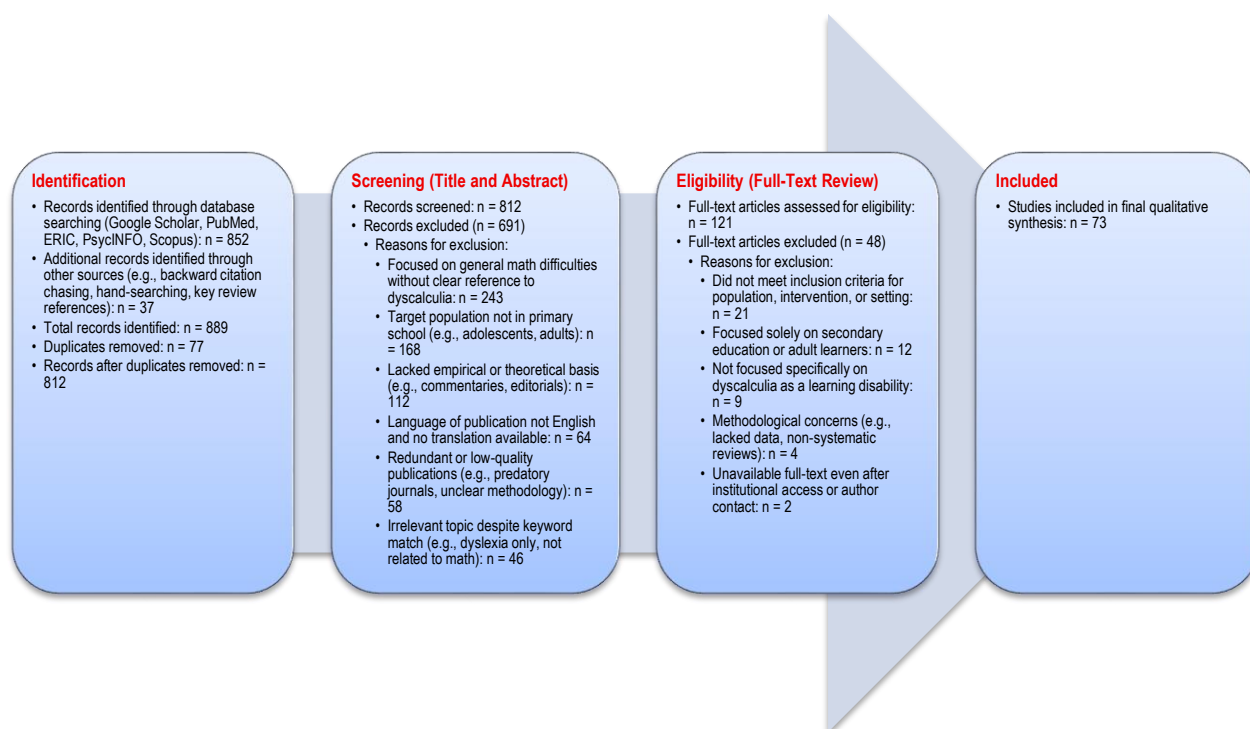 Identification
• Records identified through database
searching (Google Scholar, PubMed,
ERIC, PsycINFO, Scopus): n = 852
• Additional records identified through
other sources (e.g., backward citation
chasing, hand-searching, key review
references): n = 37
• Total records identified: n = 889
• Duplicates removed: n = 77
• Records after duplicates removed: n =
812
Screening (Title and Abstract)
• Records screened: n = 812
• Records excluded (n = 691)
• Reasons for exclusion:
• Focused on general math difficulties
without clear reference to
dyscalculia: n = 243
• Target population not in primary
school (e.g., adolescents, adults): n
= 168
• Lacked empirical or theoretical basis
(e.g., commentaries, editorials): n =
112
• Language of publication not English
and no translation available: n = 64
• Redundant or low-quality
publications (e.g., predatory
journals, unclear methodology): n =
58
• Irrelevant topic despite keyword
match (e.g., dyslexia only, not
related to math): n = 46
Eligibility (Full-Text Review)
• Full-text articles assessed for eligibility:
n = 121
• Full-text articles excluded (n = 48)
• Reasons for exclusion:
• Did not meet inclusion criteria for
population, intervention, or setting:
n = 21
• Focused solely on secondary
education or adult learners: n = 12
• Not focused specifically on
dyscalculia as a learning disability:
n = 9
• Methodological concerns (e.g.,
lacked data, non-systematic
reviews): n = 4
• Unavailable full-text even after
institutional access or author
contact: n = 2
Included
• Studies included in final qualitative
synthesis: n = 73